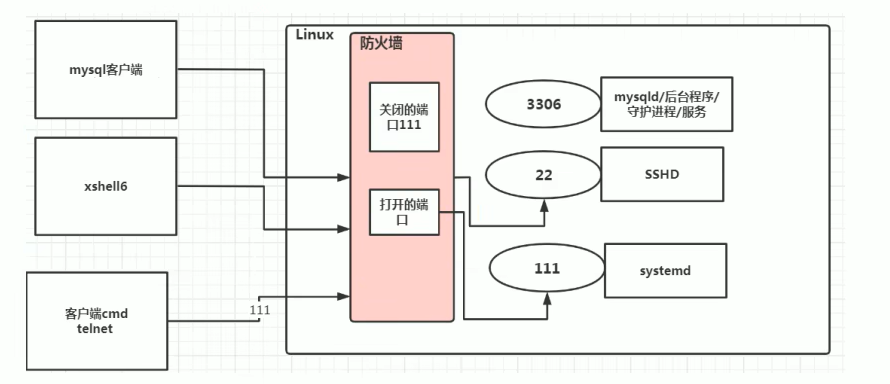 Linux
防火墙
mysql客户端
关闭的端
口111
3306
mysqld/后台程序/
守护进程/服务
xshell6
打开的端
口
22
SSHD
111
systemd
客户端cmd
telnet
111